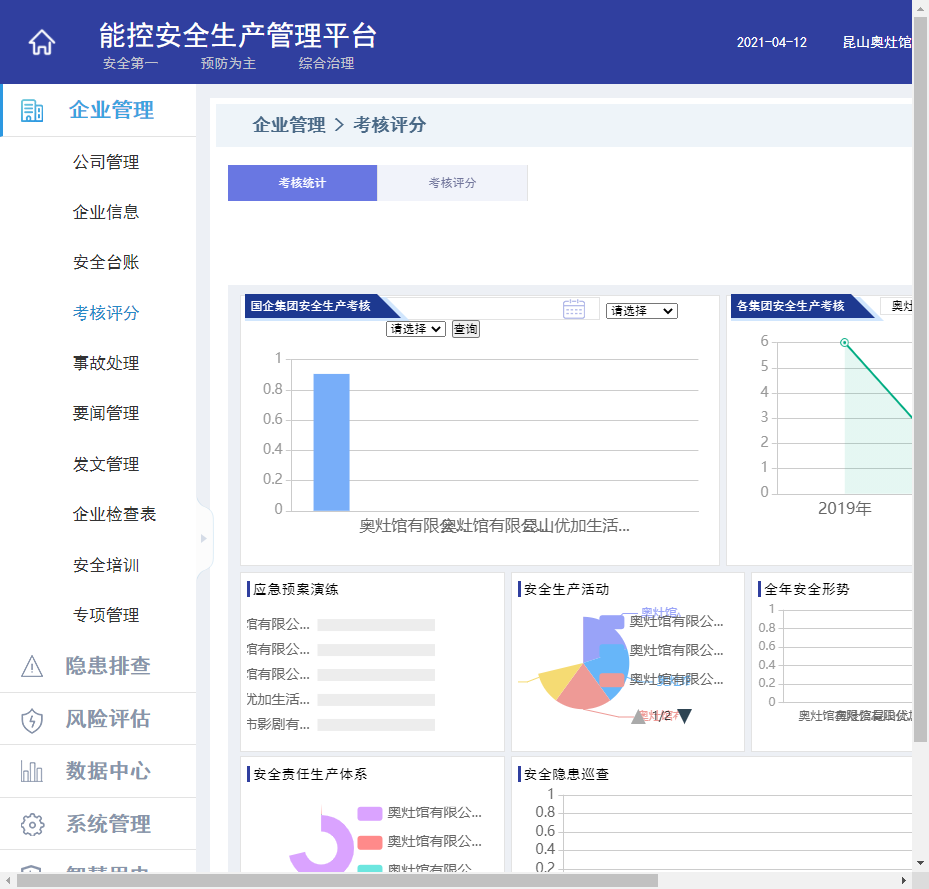 能控安全生产管理平台
安全第一 预防为主 综合治理
2021-04-12 昆山奥灶馆
企业管理
公司管理
企业信息
安全台账
考核评分
事故处理
要闻管理
发文管理
企业检查表
安全培训
专项管理
隐患排查
风险评估
数据中心
系统管理
企业管理 > 考核评分
考核统计 考核评分
国企集团安全生产考核
请选择
请选择 查询
1
0.8
0.6
0.4
0.2
0
奥灶馆有限公... 奥灶馆有限公... 昆山优加生活...
各集团安全生产考核
奥灶
6
5
4
3
2
1
0
2019年
应急预案演练
馆有限公...
馆有限公...
馆有限公...
优加生活...
市影剧有...
安全生产活动
奥灶馆有限公...
奥灶馆有限公...
奥灶馆有限公...
1/2
全年安全形势
1
0.8
0.6
0.4
0.2
0
安全责任生产体系
奥灶馆有限公...
奥灶馆有限公...
奥灶馆有限公...
安全隐患巡查
1
0.8
0.6
0.4
0.2